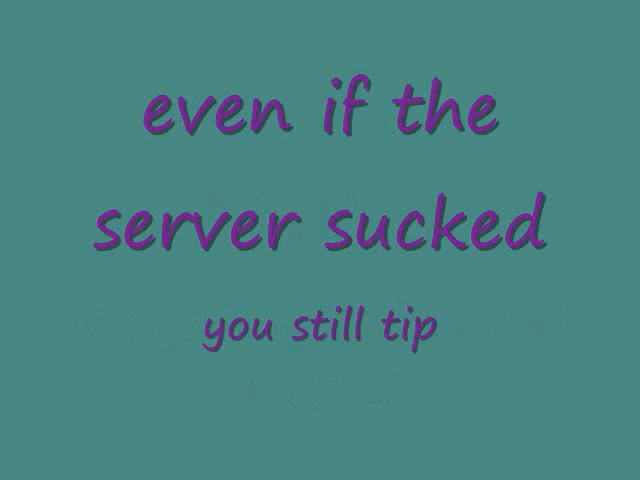 even if the
server sucked
you still tip